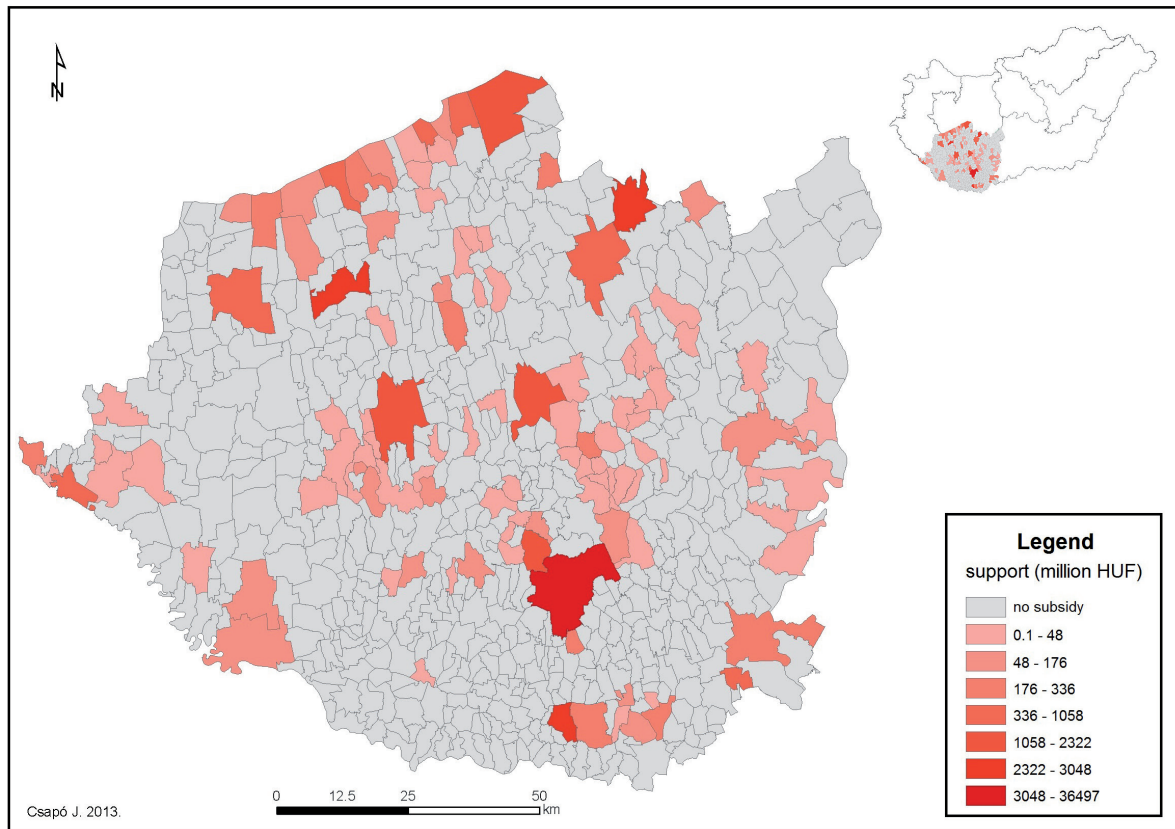 N
Legend
support (million HUF)
no subsidy
0.1 - 48
48 - 176
176 - 336
336 - 1058
1058 - 2322
2322 - 3048
3048 - 36497
0 12.5 25 50
km
Csapó J. 2013.